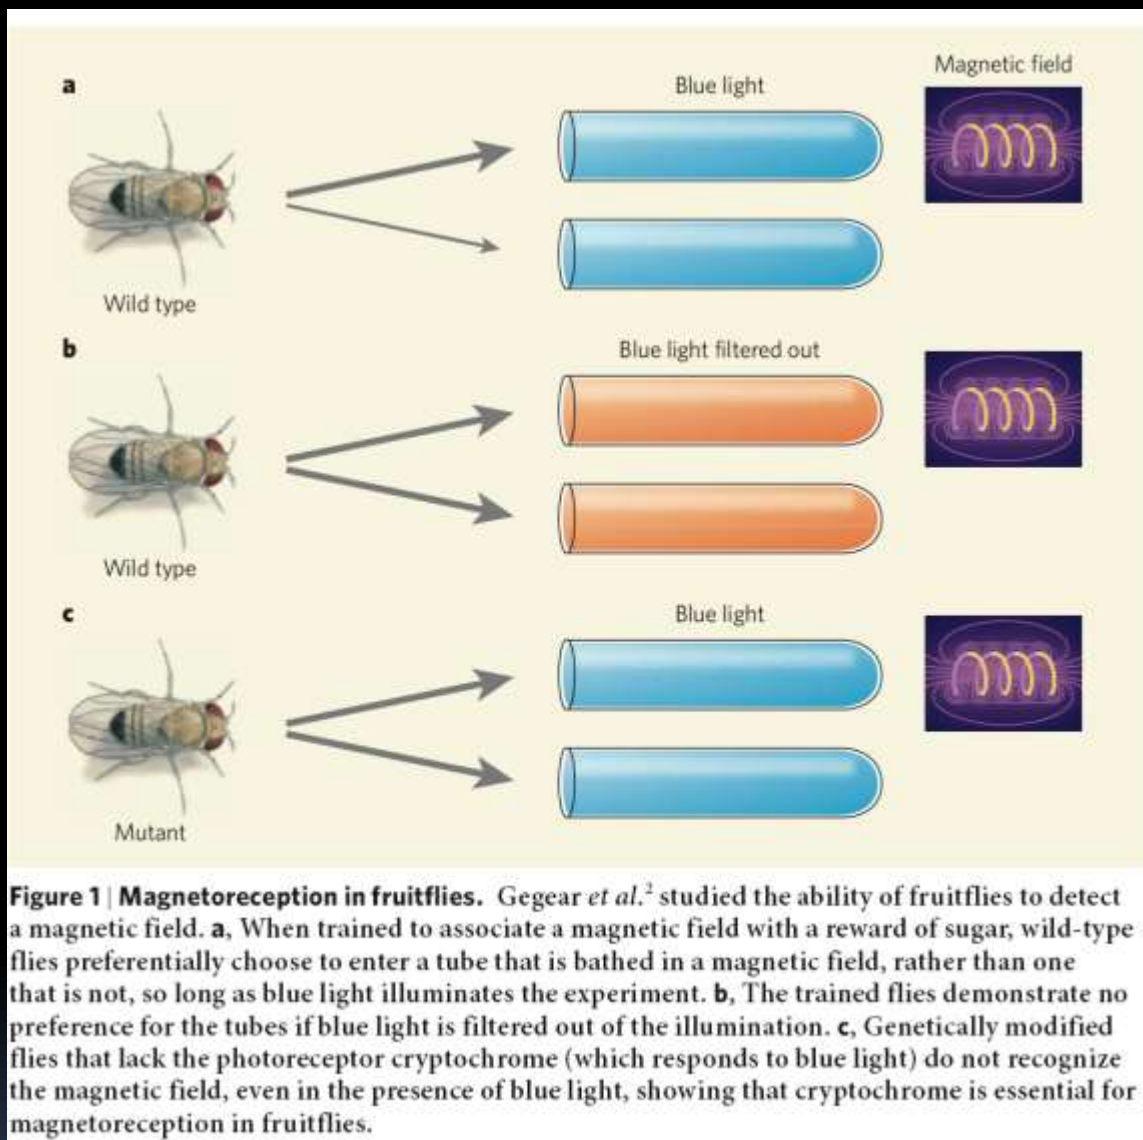 Magnetic field
a
Blue light
Wild type
b
Blue light filtered out
Wild type
c
Blue light
Mutant
Figure 1 | Magnetoreception in fruitflies. Gegear et al.² studied the ability of fruitflies to detect
a magnetic field. a, When trained to associate a magnetic field with a reward of sugar, wild-type
flies preferentially choose to enter a tube that is bathed in a magnetic field, rather than one
that is not, so long as blue light illuminates the experiment. b, The trained flies demonstrate no
preference for the tubes if blue light is filtered out of the illumination. c, Genetically modified
flies that lack the photoreceptor cryptochrome (which responds to blue light) do not recognize
the magnetic field, even in the presence of blue light, showing that cryptochrome is essential for
magnetoreception in fruitflies.